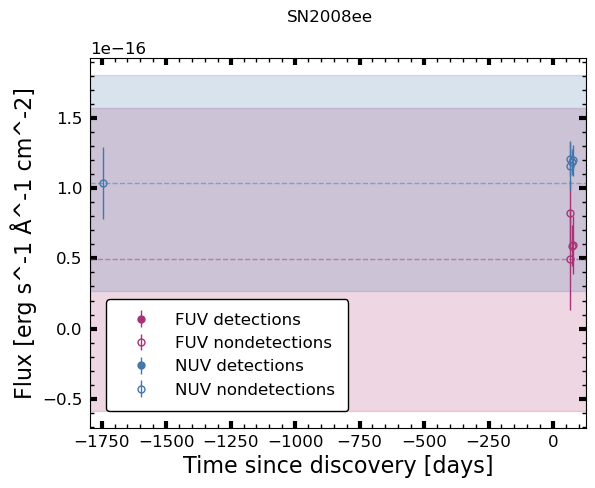 SN2008ee
1e−16
Flux [erg s^-1 Å^-1 cm^-2]
1.5
1.0
0.5
0.0
−0.5
FUV detections
FUV nondetections
NUV detections
NUV nondetections
−1750 −1500 −1250 −1000 −750 −500 −250 0
Time since discovery [days]